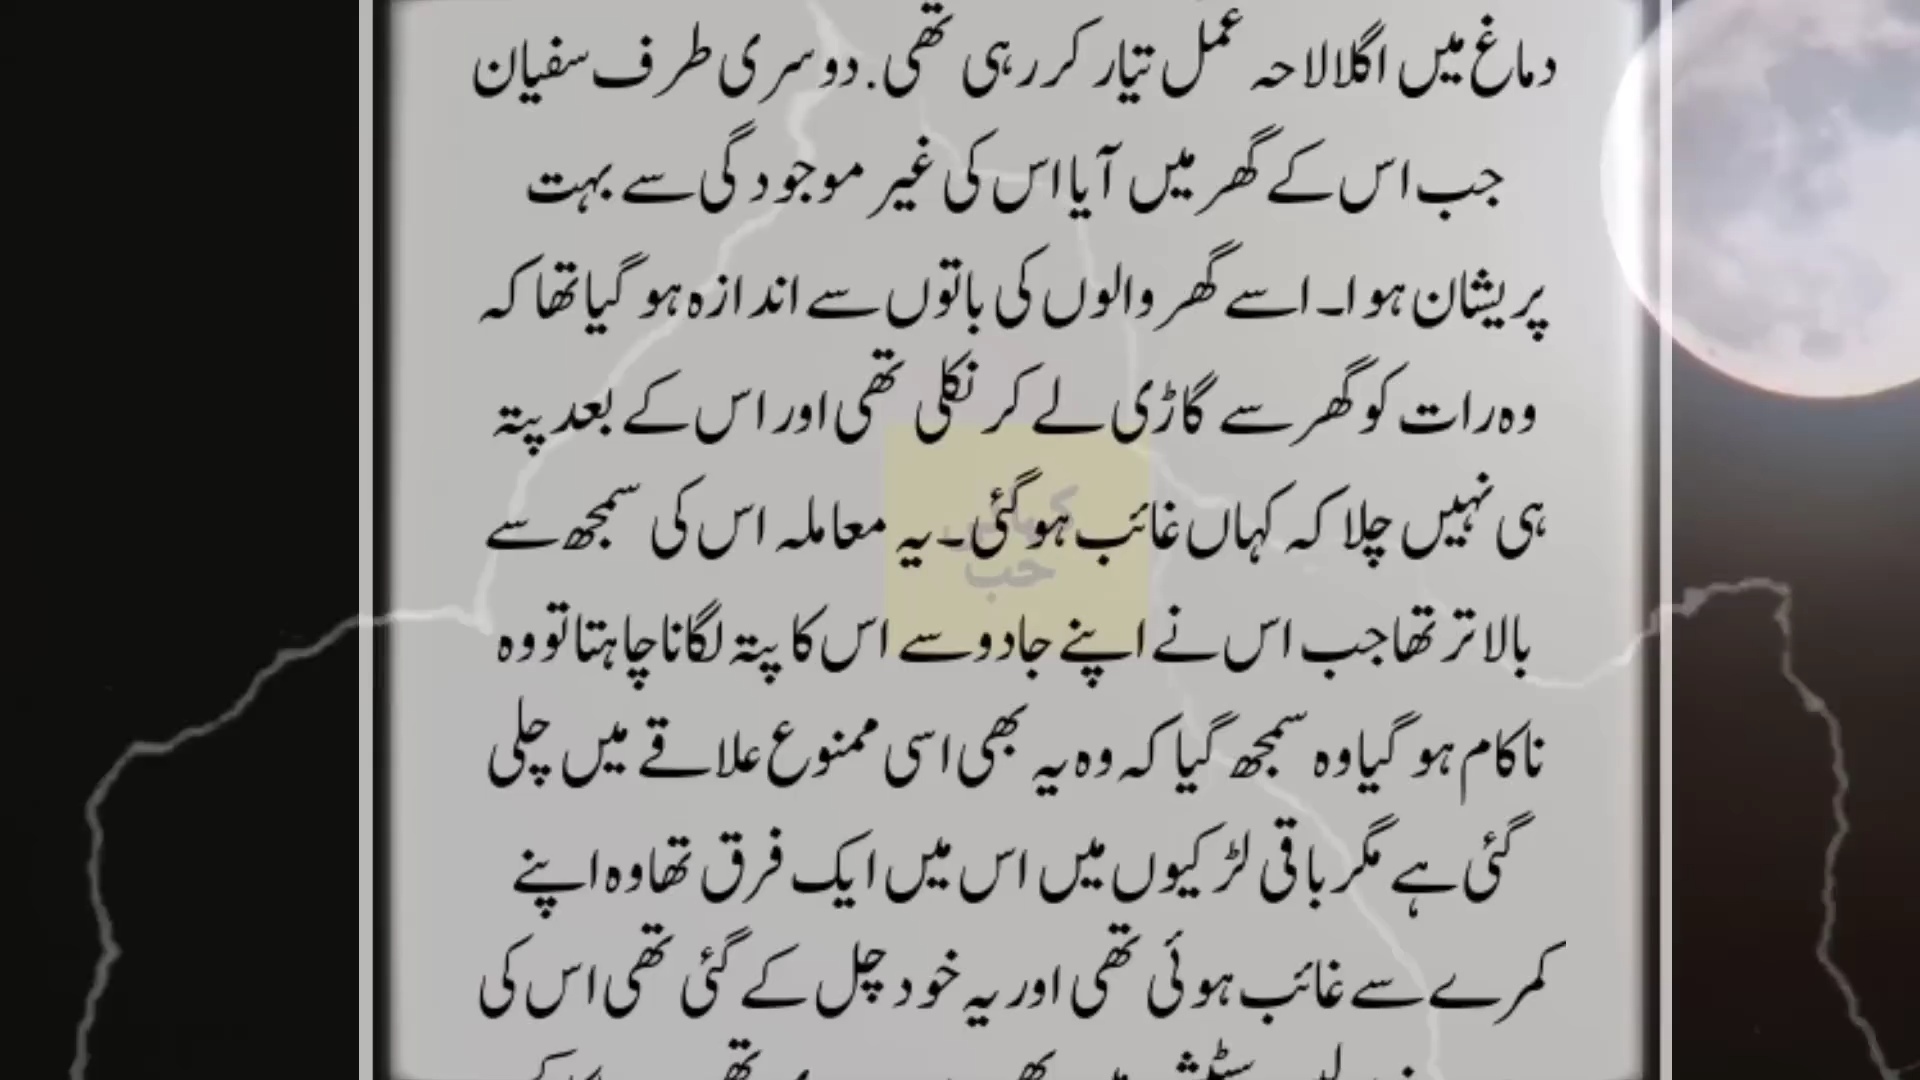 دماغ میں اگلا لاحہ عمل تیار کر رہی تھی. دوسری طرف سفیان
جب اس کے گھر میں آیا اس کی غیر موجودگی سے بہت
پریشان ہوا۔ اسے گھر والوں کی باتوں سے اندازہ ہو گیا تھا کہ
وہ رات کو گھر سے گاڑی لے کر نکلی تھی اور اس کے بعد پتہ
ہی نہیں چلا کہ کہاں غائب ہو گئی۔ یہ معاملہ اس کی سمجھ سے
بالاتر تھا جب اس نے اپنے جادو سے اس کا پتہ لگانا چاہتا تو وہ
ناکام ہو گیا وہ سمجھ گیا کہ وہ یہ بھی اسی ممنوع علاقے میں چلی
گئی ہے مگر باقی لڑکیوں میں اس میں ایک فرق تھا وہ اپنے
کمرے سے غائب ہوئی تھی اور یہ خود چل کے گئی تھی اس کی